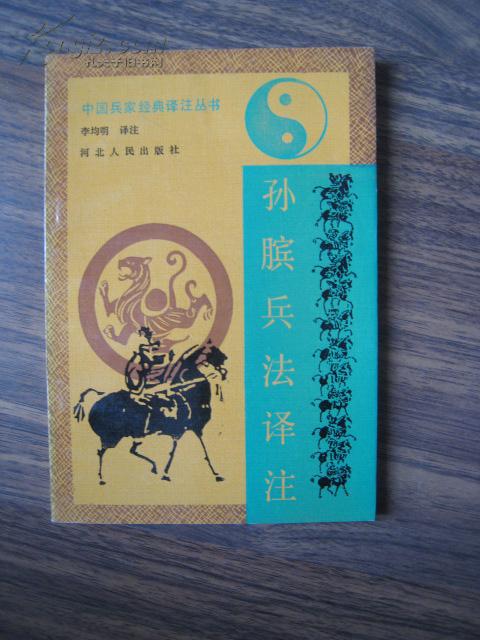 中国兵家经典译注丛书
李均明 译注
河北人民出版社
孙膑兵法译注